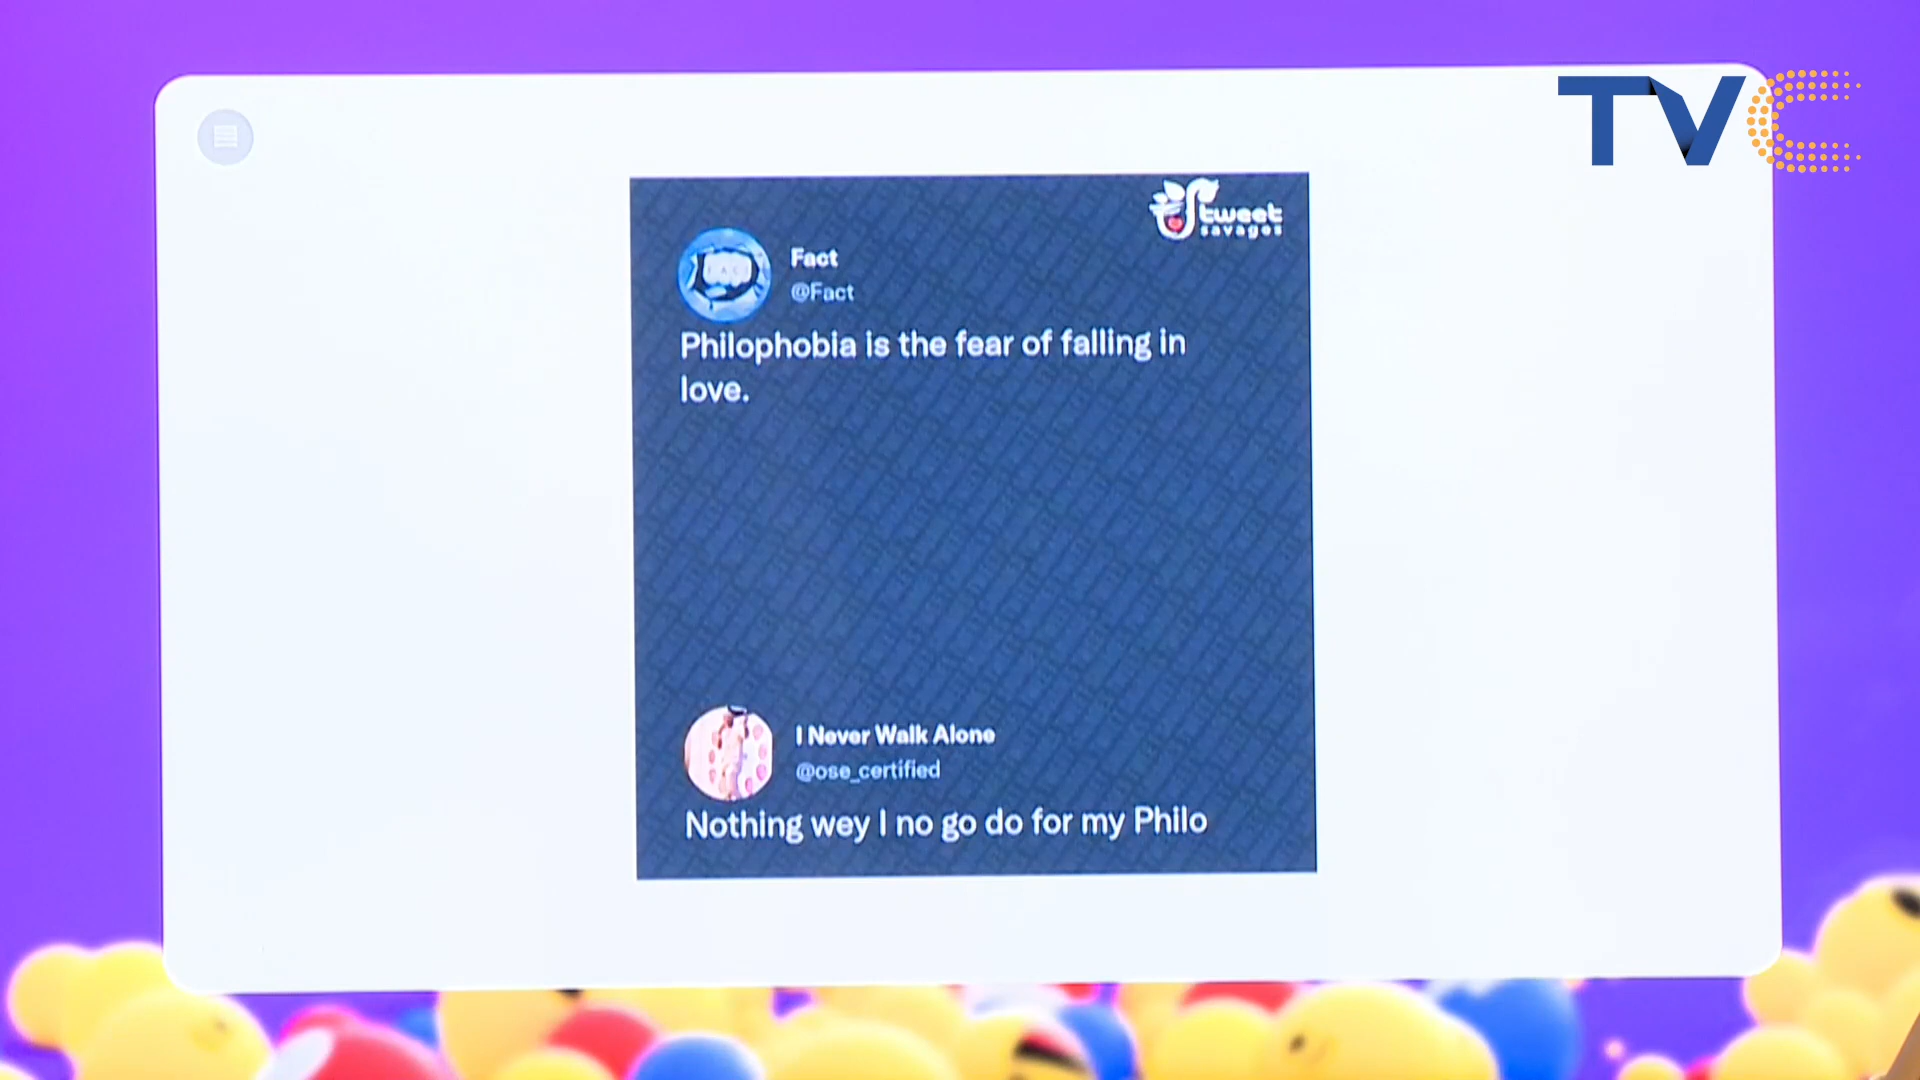 TVC
tweet
savages
Fact
@Fact
Philophobia is the fear of falling in
love.
I Never Walk Alone
@ose_certified
Nothing wey I no go do for my Philo